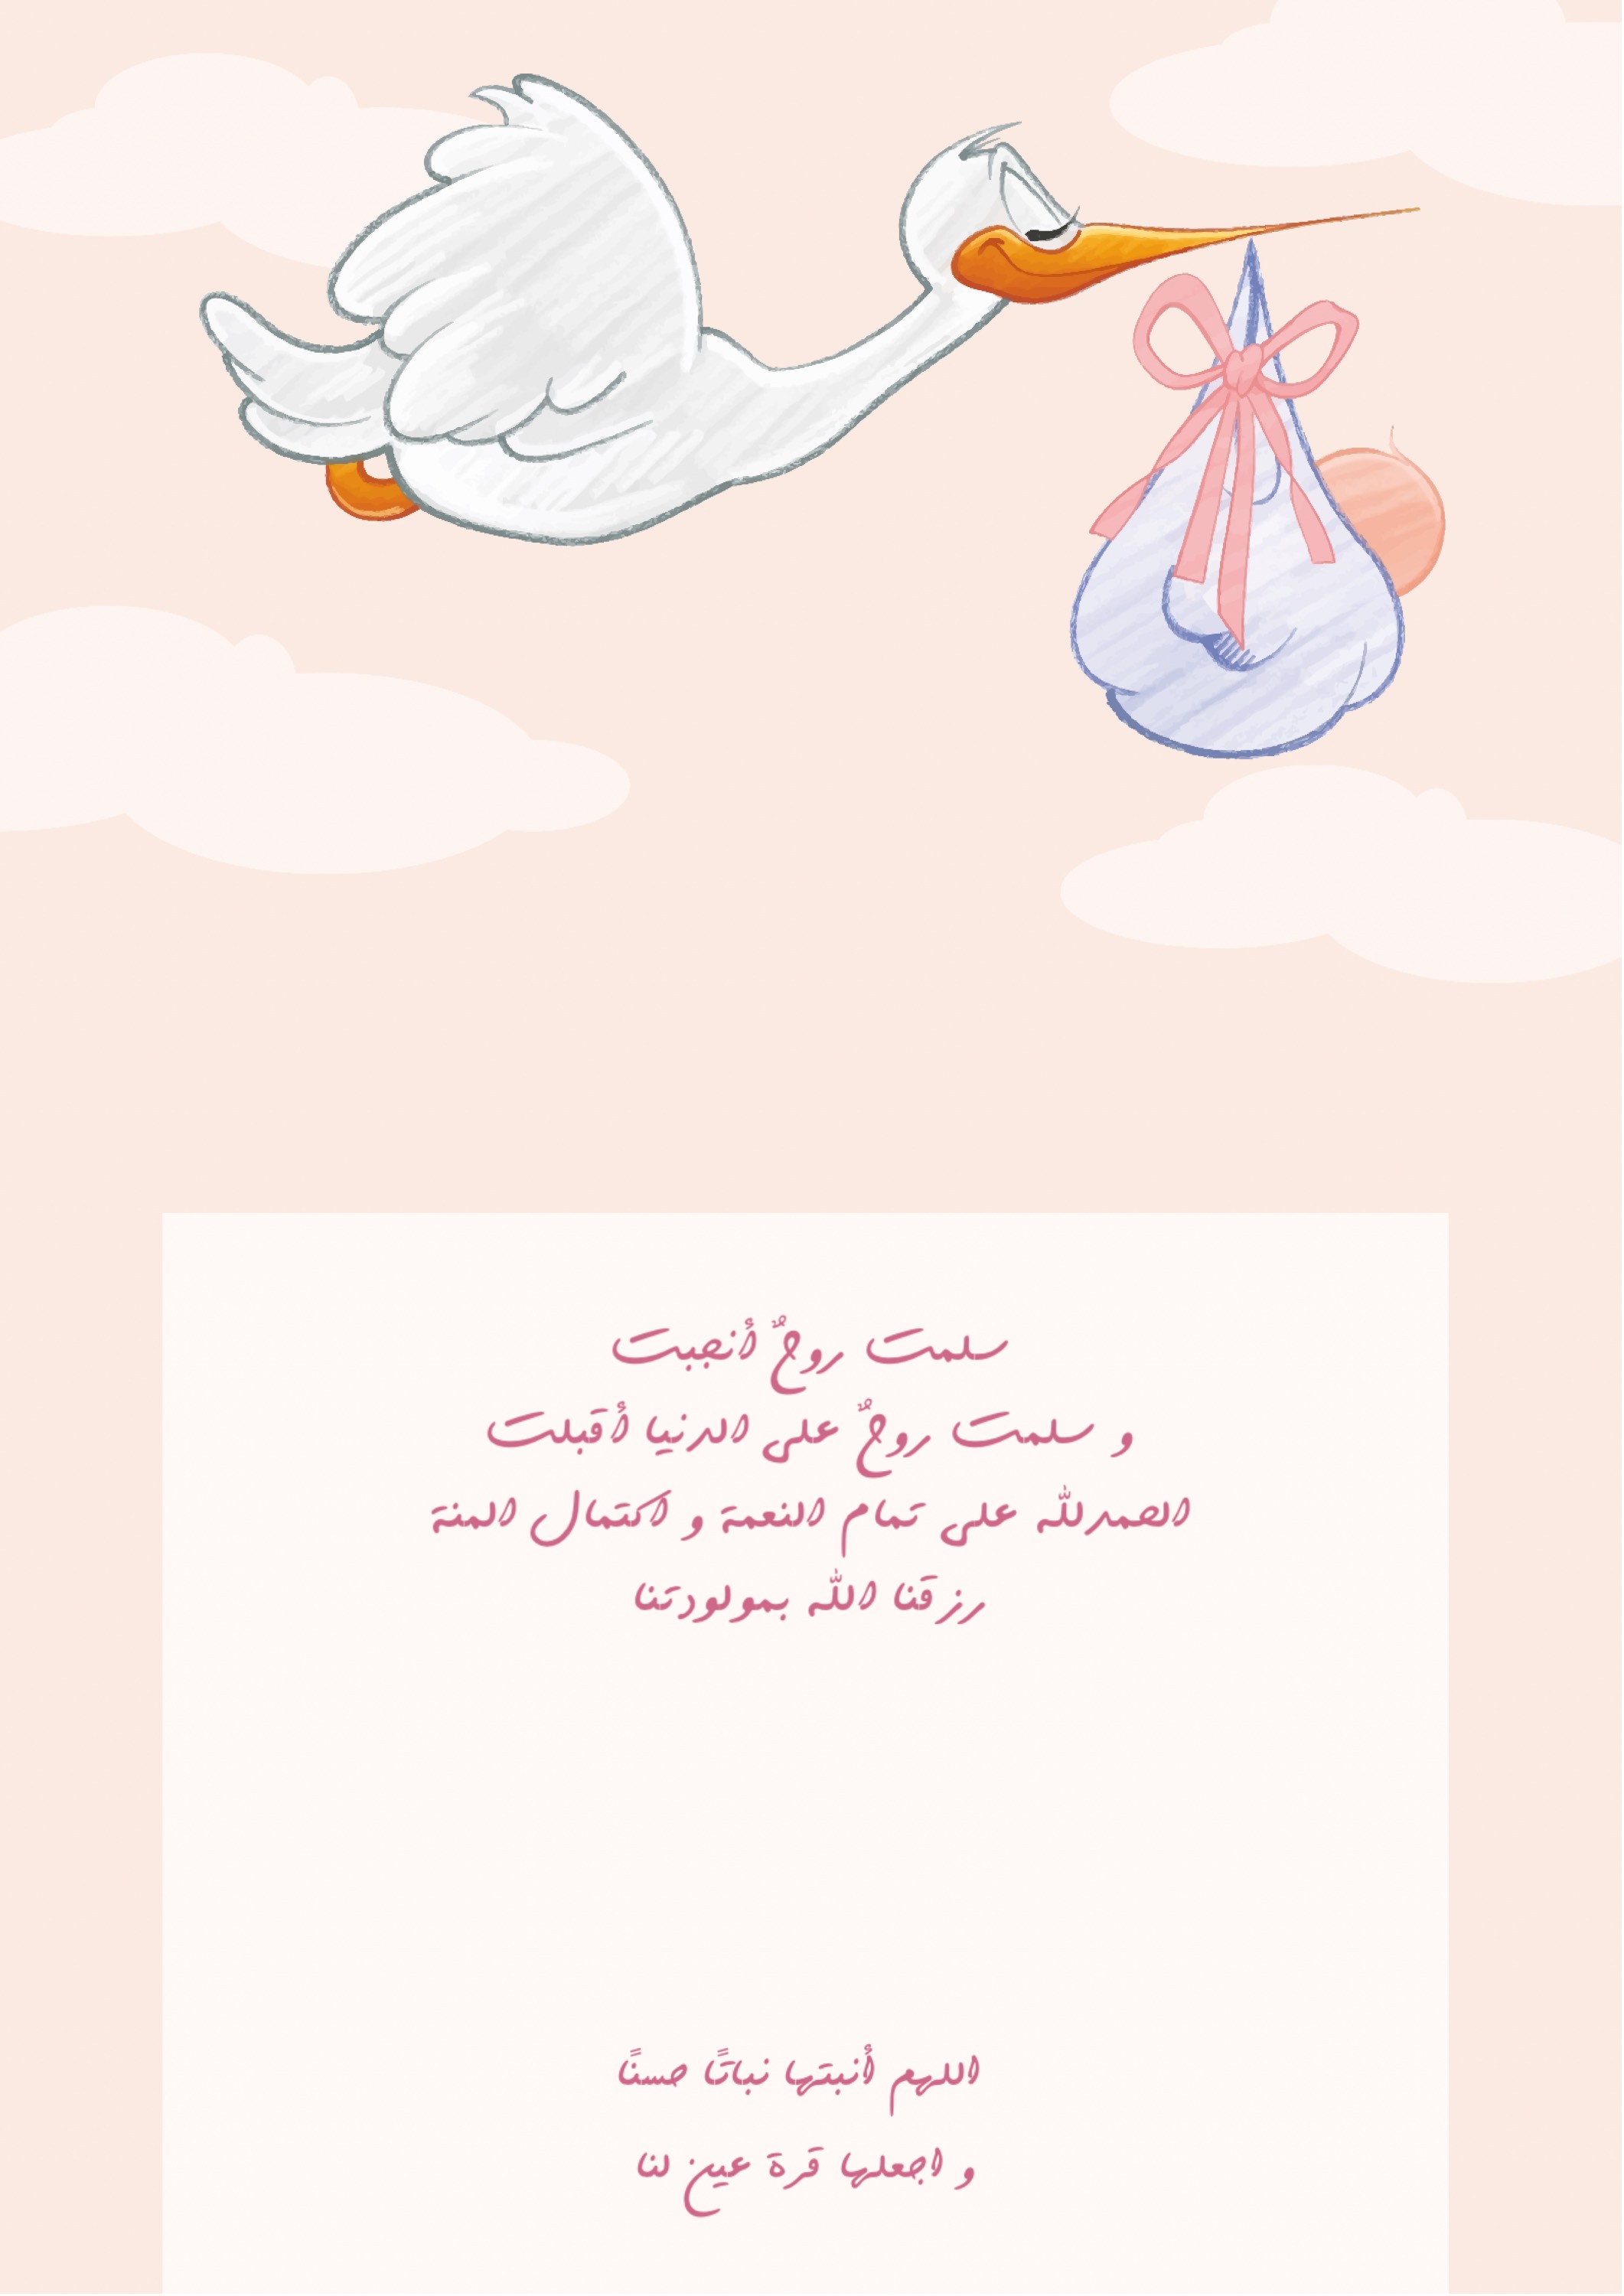 سلمت روحٌ أنجبت
و سلمت روحٌ على الدنيا أقبلت
الحمدلله على تمام النعمة و اكتمال المنة
رزقنا الله بمولودتنا
اللهم أنبتها نباتًا حسنًا
و اجعلها قرة عين لنا